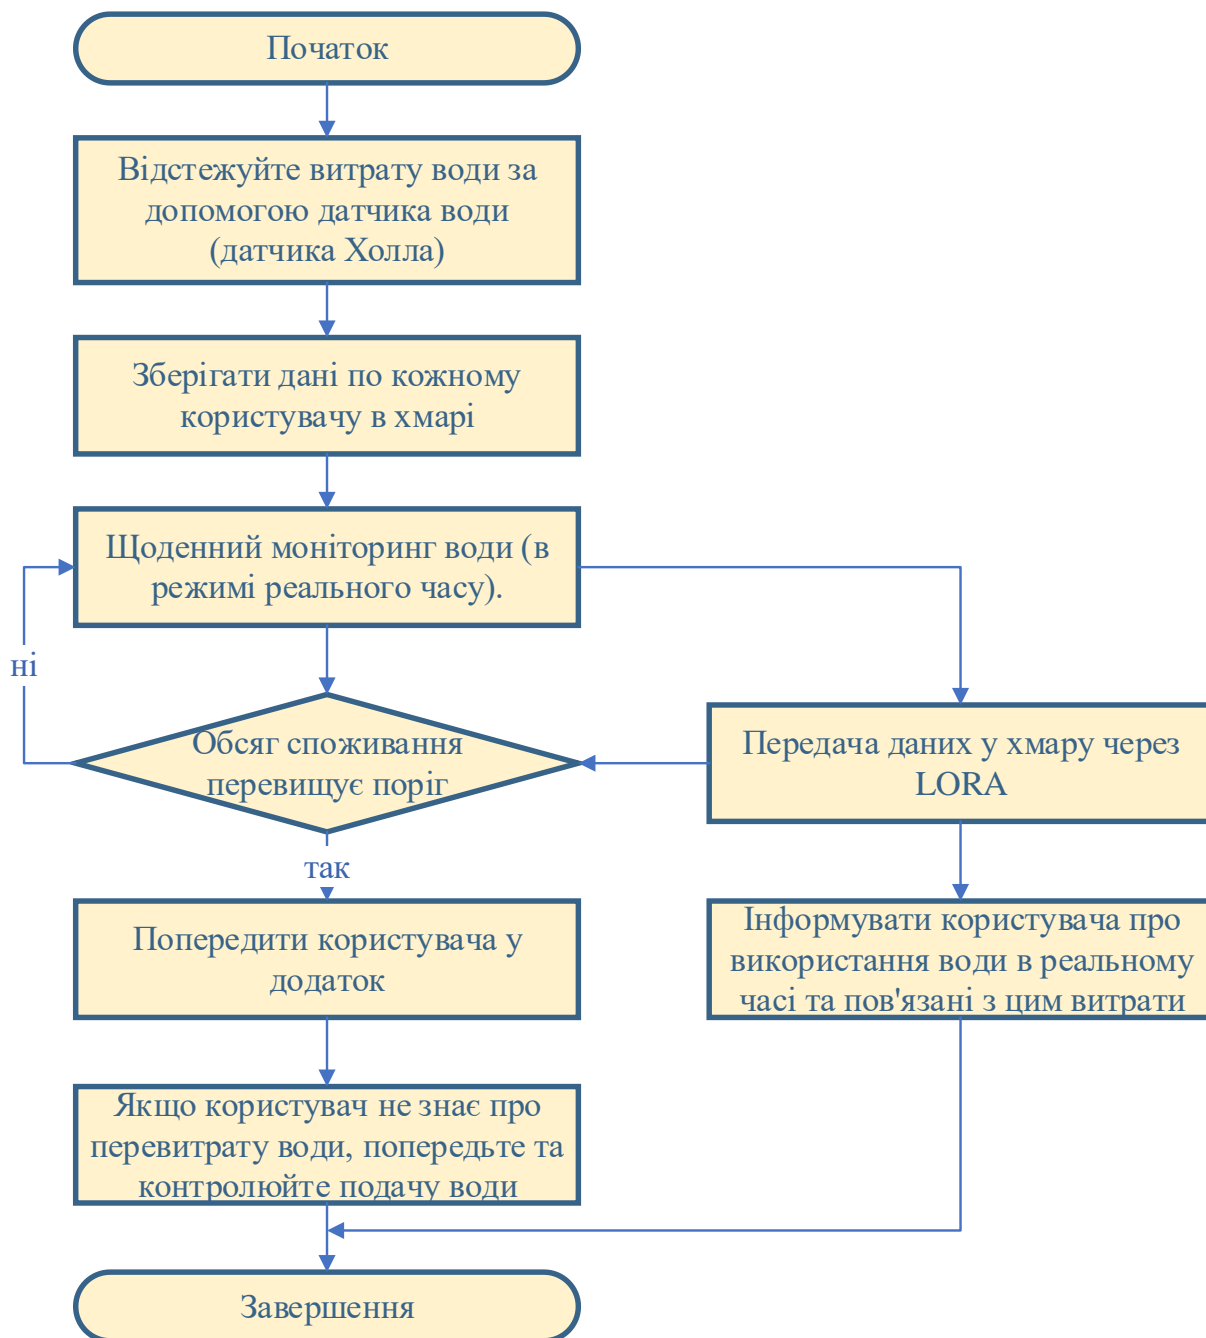 Початок
Відстежуйте витрату води за
допомогою датчика води
(датчика Холла)
Зберігати дані по кожному
користувачу в хмарі
Щоденний моніторинг води (в
режимі реального часу).
ні
Обсяг споживання
перевищує поріг
Передача даних у хмару через
LORA
так
Попередити користувача у
додаток
Інформувати користувача про
використання води в реальному
часі та пов'язані з цим витрати
Якщо користувач не знає про
перевитрату води, попередьте та
контролюйте подачу води
Завершення